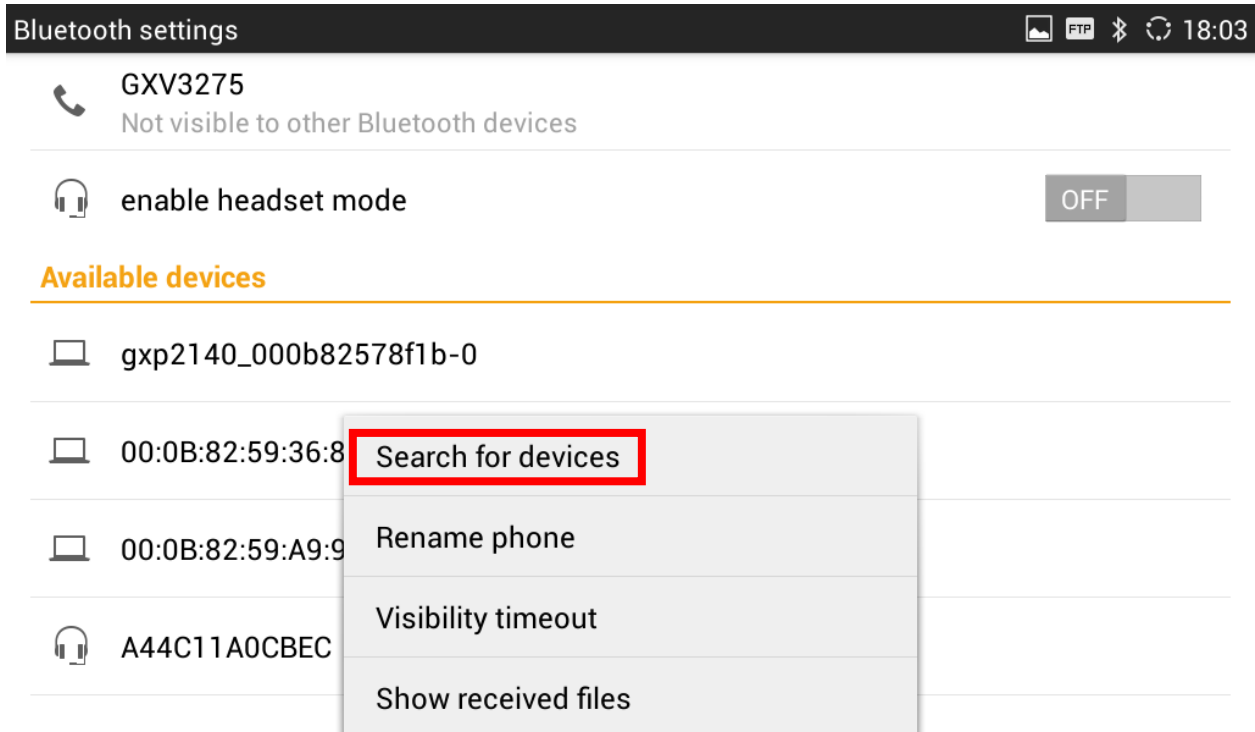 Bluetooth settings
FTP
18:03
GXV3275
Not visible to other Bluetooth devices
enable headset mode
OFF
Available devices
gxp2140_000b82578f1b-0
00:0B:82:59:36:8
Search for devices
Rename phone
00:0B:82:59:A9:9
Visibility timeout
A44C11A0CBEC
Show received files